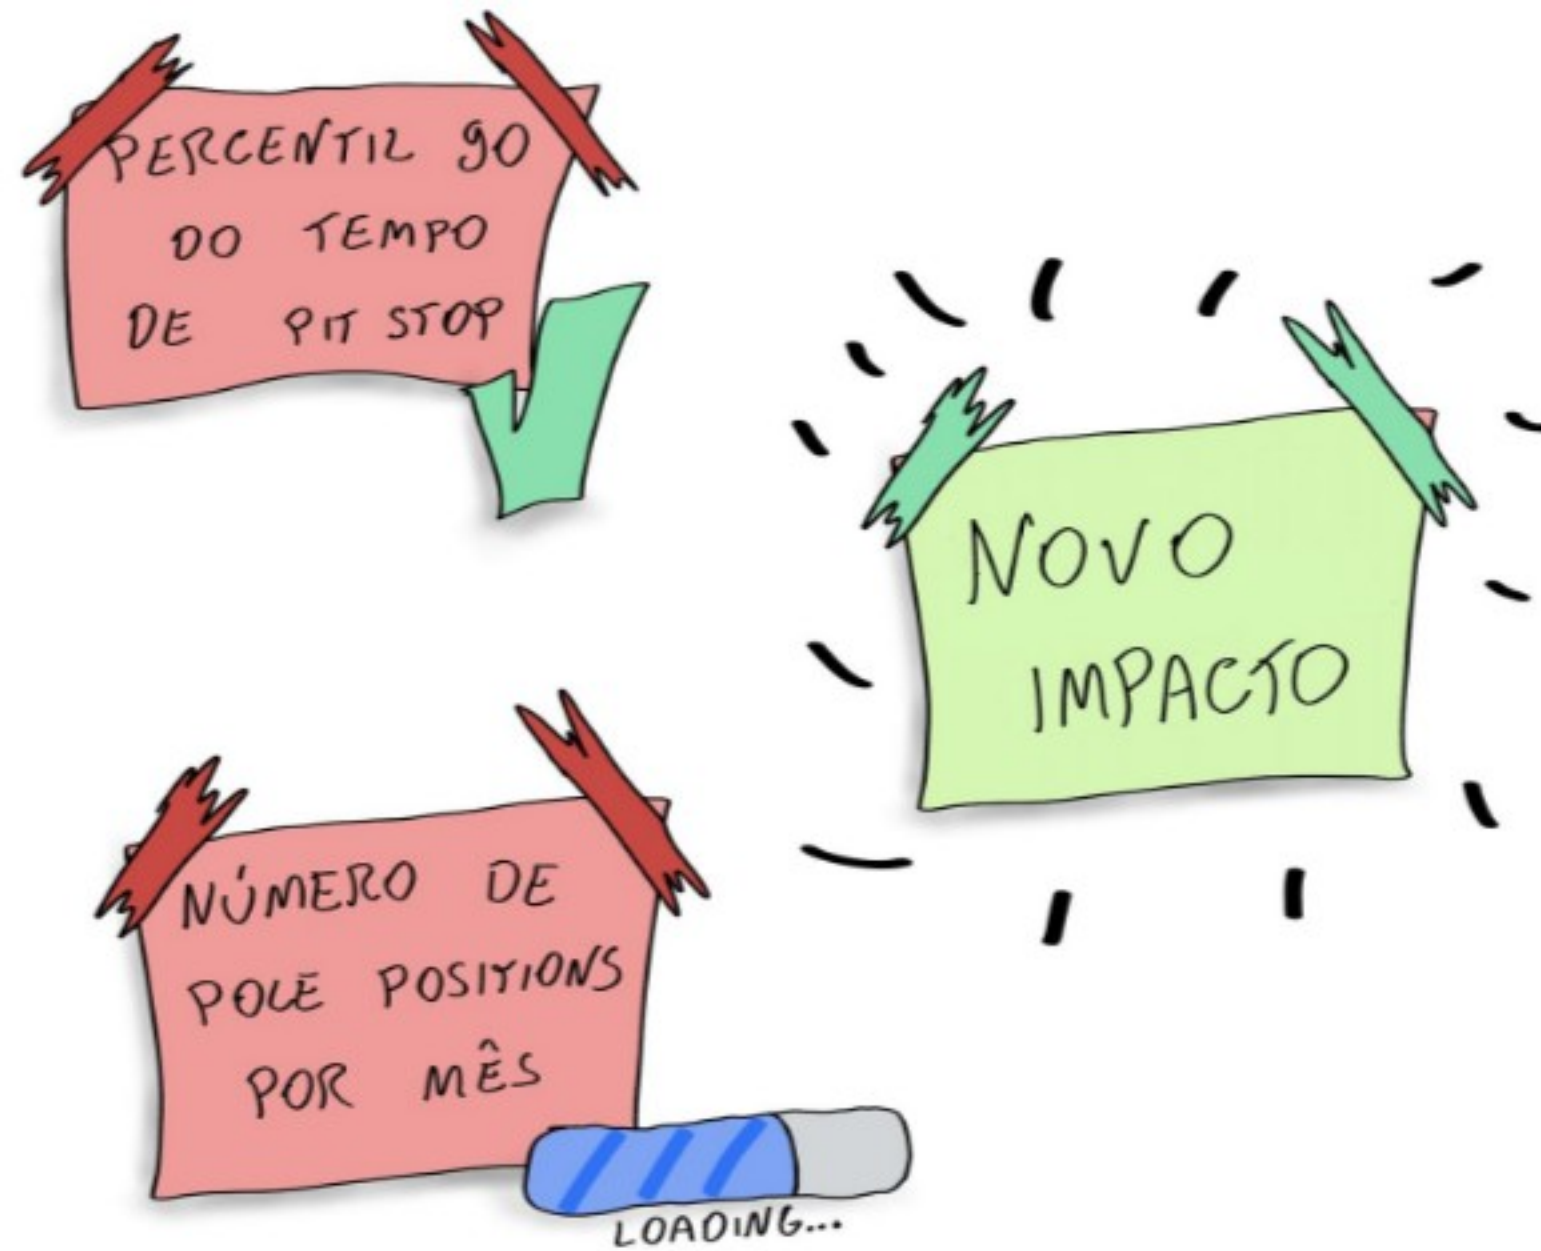 PERCENTIL 90
DO TEMPO
DE PIT STOP
NOVO
IMPACTO
NÚMERO DE
POLE POSITIONS
POR MÊS
LOADING...